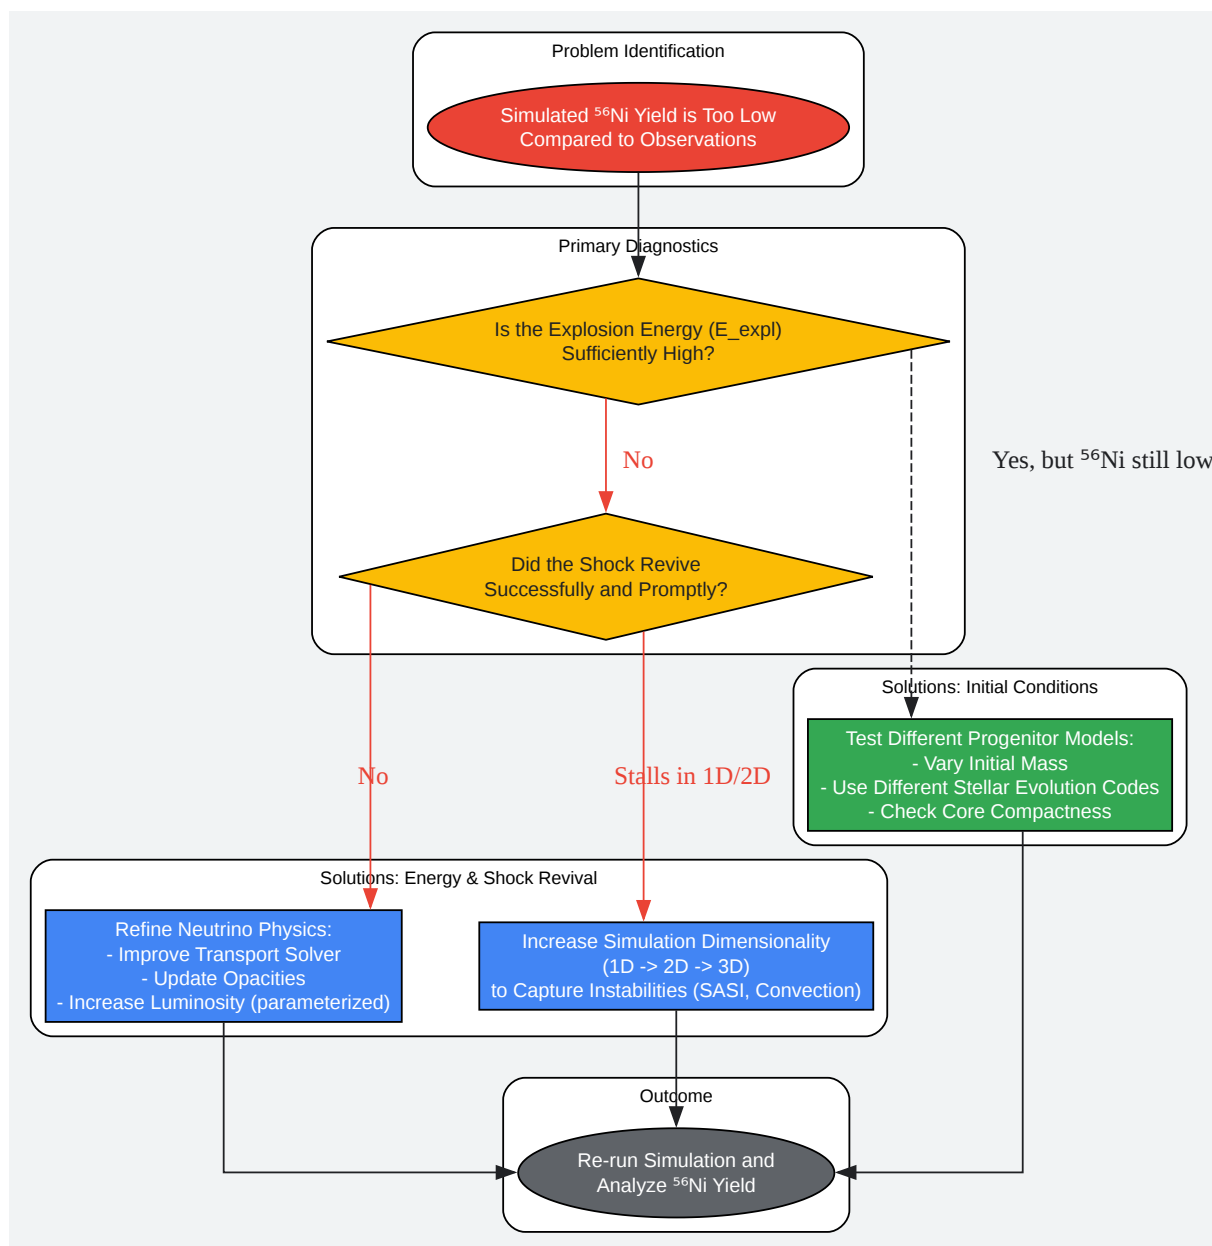 Problem Identification
Simulated ⁵⁶Ni Yield is Too Low
Compared to Observations
Primary Diagnostics
Is the Explosion Energy (E_expl)
Sufficiently High?
No
Yes, but ⁵⁶Ni still low
Did the Shock Revive
Successfully and Promptly?
Solutions: Initial Conditions
Test Different Progenitor Models:
- Vary Initial Mass
- Use Different Stellar Evolution Codes
- Check Core Compactness
No
Stalls in 1D/2D
Solutions: Energy & Shock Revival
Refine Neutrino Physics:
- Improve Transport Solver
- Update Opacities
- Increase Luminosity (parameterized)
Increase Simulation Dimensionality
(1D -> 2D -> 3D)
to Capture Instabilities (SASI, Convection)
Outcome
Re-run Simulation and
Analyze ⁵⁶Ni Yield